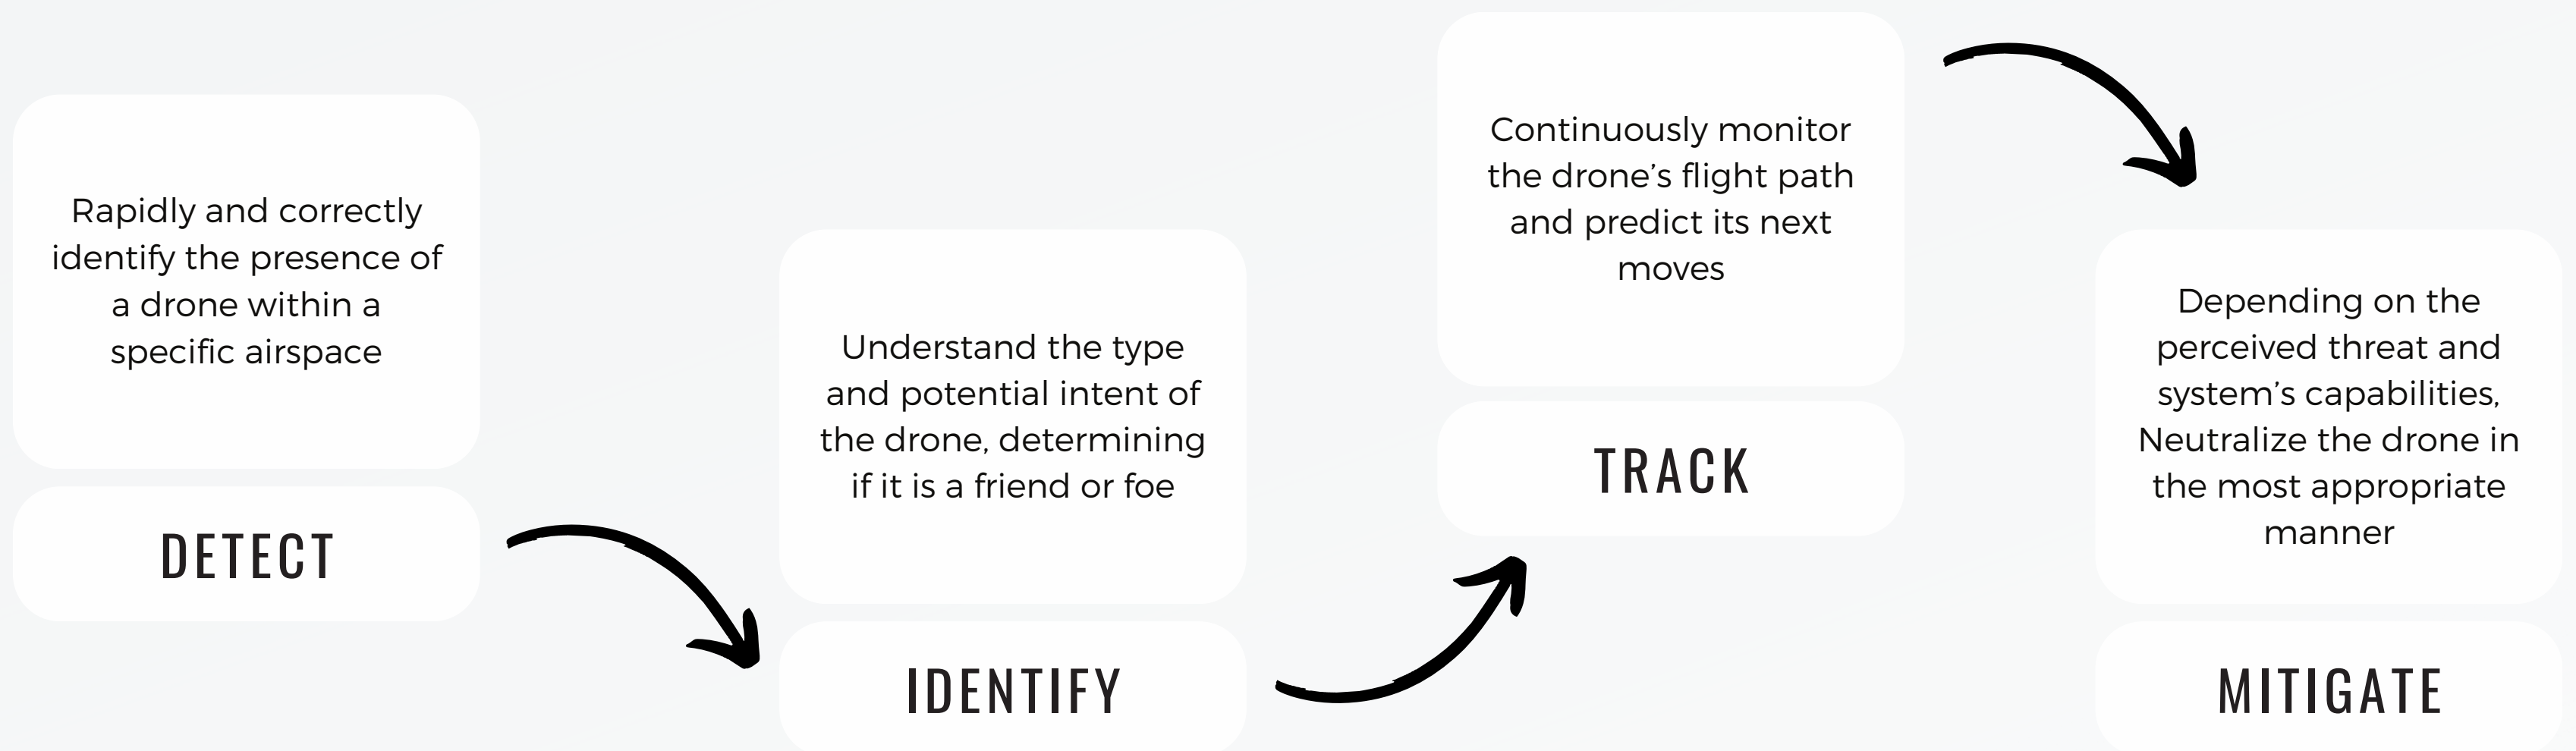 Rapidly and correctly
identify the presence of
a drone within a
specific airspace
DETECT
Understand the type
and potential intent of
the drone, determining
if it is a friend or foe
IDENTIFY
Continuously monitor
the drone’s flight path
and predict its next
moves
TRACK
Depending on the
perceived threat and
system’s capabilities,
Neutralize the drone in
the most appropriate
manner
MITIGATE